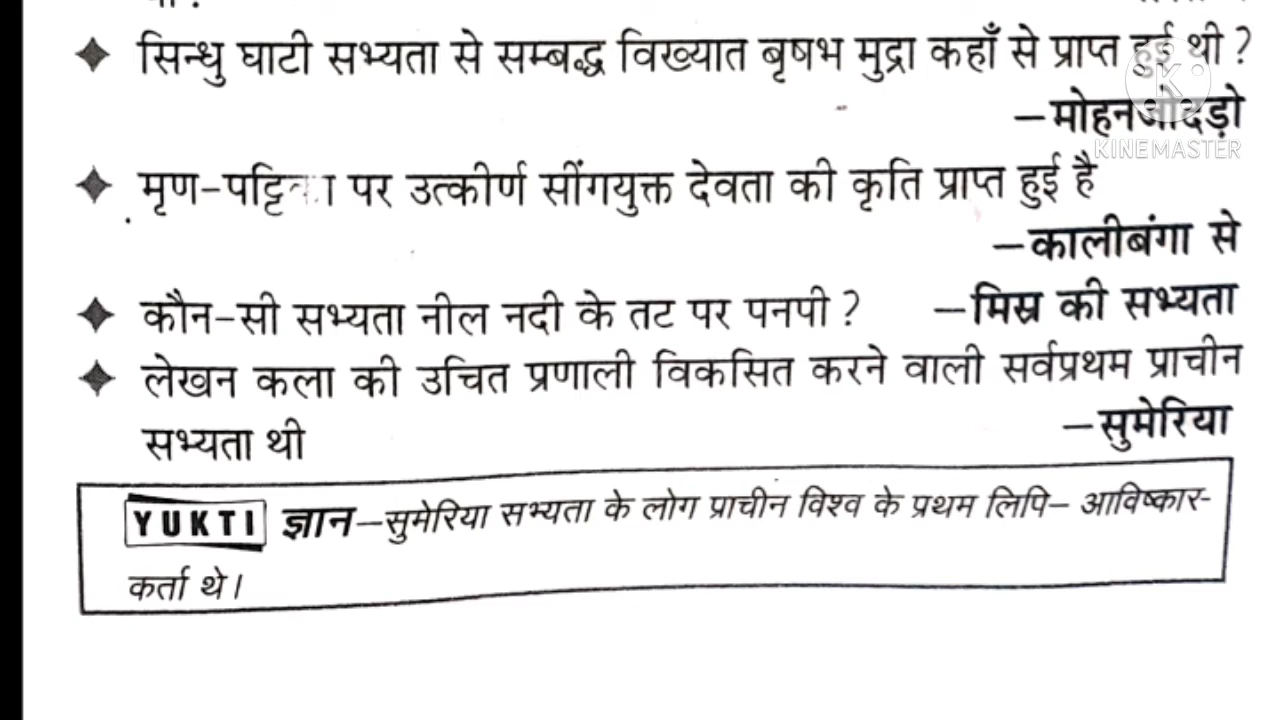 ✦ सिन्धु घाटी सभ्यता से सम्बद्ध विख्यात बृषभ मुद्रा कहाँ से प्राप्त हुई थी ?
–मोहनजोदड़ो
KINEMASTER
✦ मृण-पट्टिका पर उत्कीर्ण सींगयुक्त देवता की कृति प्राप्त हुई है
–कालीबंगा से
✦ कौन-सी सभ्यता नील नदी के तट पर पनपी ? –मिस्र की सभ्यता
✦ लेखन कला की उचित प्रणाली विकसित करने वाली सर्वप्रथम प्राचीन
सभ्यता थी –सुमेरिया
YUKTI ज्ञान–सुमेरिया सभ्यता के लोग प्राचीन विश्व के प्रथम लिपि– आविष्कार-
कर्ता थे।